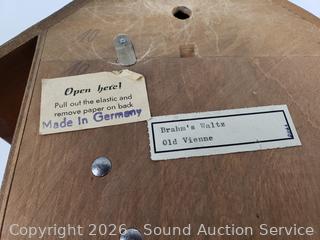 Open here!
Pull out the elastic and
remove paper on back
Made in Germany
Brahm's Waltz
Old Vienne
Copyright 2026 - Sound Auction Service